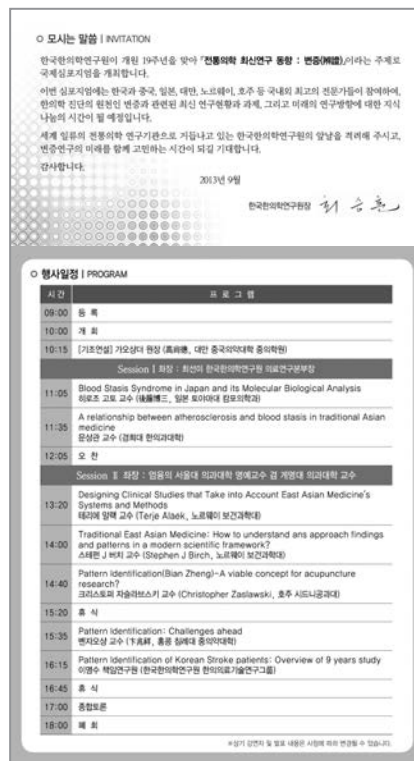 모시는 말씀 | INVITATION
한국한의학연구원이 개원 19주년을 맞아 「전통의학 최신연구 동향 : 변증(辨證)」이라는 주제로
국제심포지엄을 개최합니다.
이번 심포지엄에는 한국과 중국, 일본, 대만, 노르웨이, 호주 등 국내외 최고의 전문가들이 참여하여,
한의학 진단의 원천인 변증과 관련된 최신 연구현황과 과제, 그리고 미래의 연구방향에 대한 지식
나눔의 시간이 될 예정입니다.
세계 일류의 전통의학 연구기관으로 거듭나고 있는 한국한의학연구원의 앞날을 격려해 주시고,
변증연구의 미래를 함께 고민하는 시간이 되길 기대합니다.
감사합니다.
2013년 9월
한국한의학연구원장 최승훈
행사일정 | PROGRAM
시 간 프 로 그 램
09:00 등 록
10:00 개 회
10:15 [기조연설] 가오상더 원장 (高尚德, 대만 중국의약대학 중의학원)
Session Ⅰ 좌장 : 최선미 한국한의학연구원 의료연구본부장
11:05 Blood Stasis Syndrome in Japan and its Molecular Biological Analysis
히로조 고토 교수 (後藤博三, 일본 토야마대 캄포의학과)
11:35 A relationship between atherosclerosis and blood stasis in traditional Asian
medicine
문상관 교수 (경희대 한의과대학)
12:05 오 찬
Session Ⅱ 좌장 : 엄융의 서울대 의과대학 명예교수 겸 계명대 의과대학 교수
13:20 Designing Clinical Studies that Take into Account East Asian Medicine's
Systems and Methods
테리예 알랙 교수 (Terje Alaek, 노르웨이 보건과학대)
14:00 Traditional East Asian Medicine: How to understand ans approach findings
and patterns in a modern scientific framework?
스테판 J 버치 교수 (Stephen J Birch, 노르웨이 보건과학대)
14:40 Pattern Identification(Bian Zheng)-A viable concept for acupuncture
research?
크리스토퍼 자슬라브스키 교수 (Christopher Zaslawski, 호주 시드니공과대)
15:20 휴 식
15:35 Pattern Identification: Challenges ahead
변자오샹 교수 (卞兆祥, 홍콩 침례대 중의약대학)
16:15 Pattern Identification of Korean Stroke patients: Overview of 9 years study
이명수 책임연구원 (한국한의학연구원 한의의료기술연구그룹)
16:45 휴 식
17:00 종합토론
18:00 폐 회
※상기 강연자 및 발표 내용은 사정에 따라 변경될 수 있습니다.